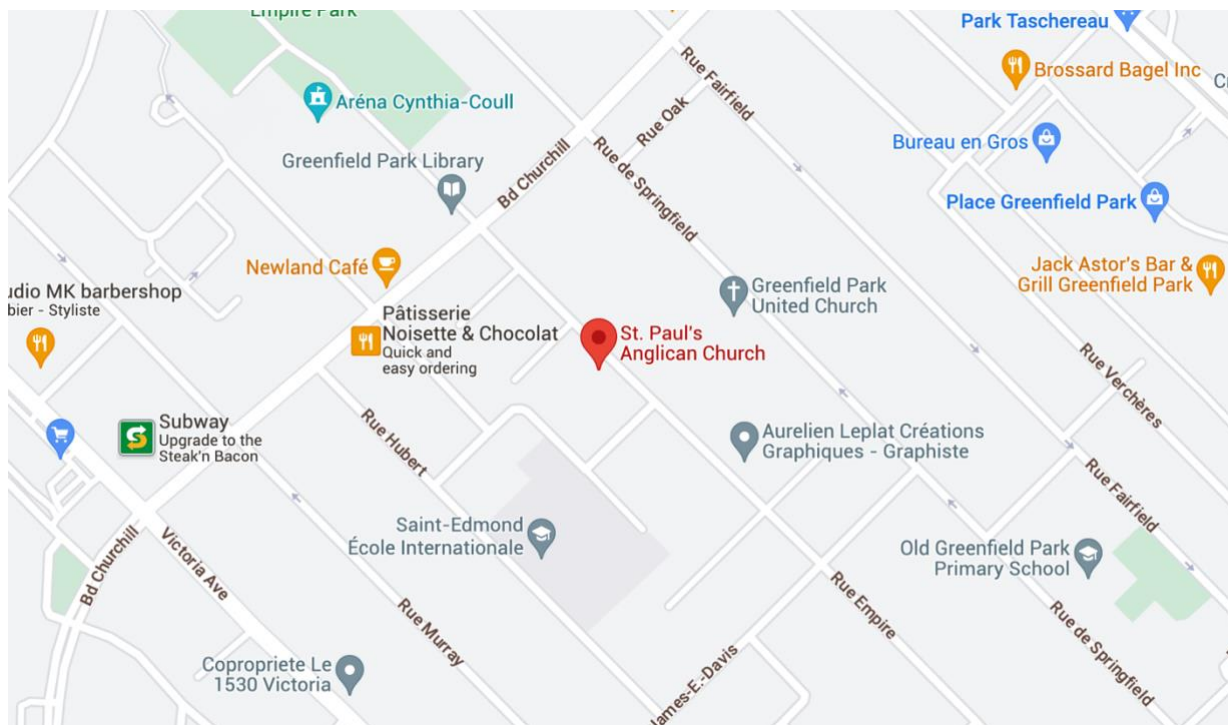 Empire Park
Park Taschereau
Brossard Bagel Inc
Aréna Cynthia-Coull
Rue Fairfield
Rue Oak
Bureau en Gros
Greenfield Park Library
Bd Churchill
Rue de Springfield
Place Greenfield Park
Newland Café
Jack Astor's Bar &
Grill Greenfield Park
udio MK barbershop
bier - Styliste
Greenfield Park
United Church
Pâtisserie
Noisette & Chocolat
Quick and
easy ordering
St. Paul's
Anglican Church
Rue Verchères
Subway
Upgrade to the
Steak'n Bacon
Rue Hubert
Aurelien Leplat Créations
Graphiques - Graphiste
Rue Fairfield
Saint-Edmond
École Internationale
Old Greenfield Park
Primary School
Bd Churchill
Victoria Ave
Rue Empire
Rue Murray
Rue de Springfield
Copropriete Le
1530 Victoria
James-E.-Davis